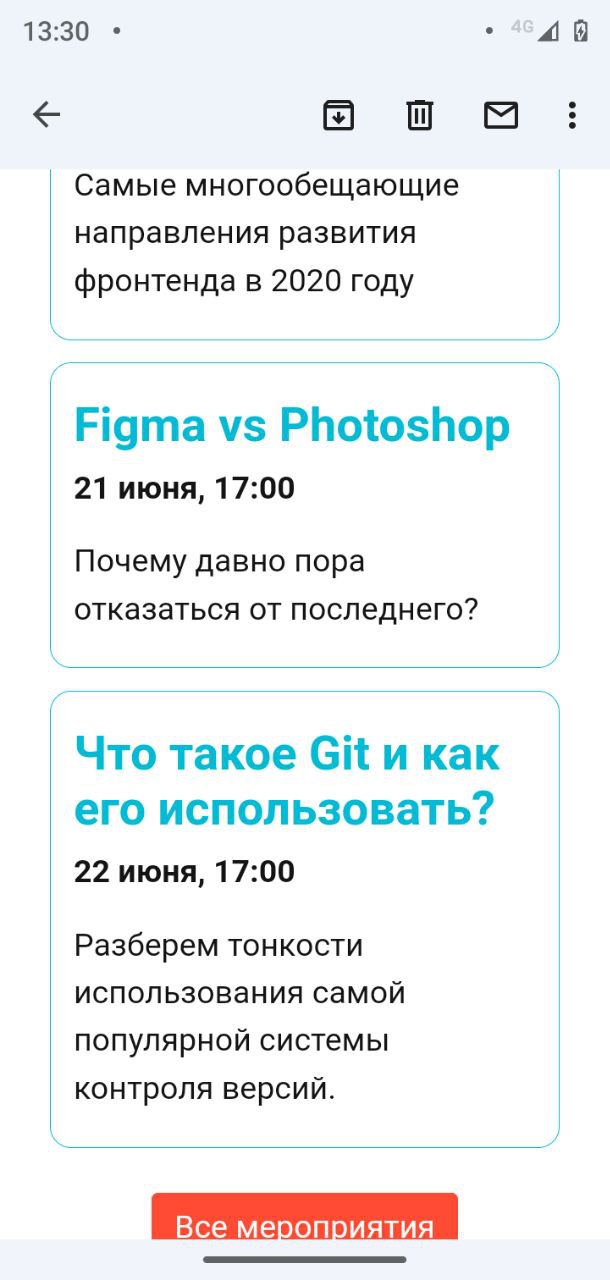 13:30
4G
Самые многообещающие
направления развития
фронтенда в 2020 году
Figma vs Photoshop
21 июня, 17:00
Почему давно пора
отказаться от последнего?
Что такое Git и как
его использовать?
22 июня, 17:00
Разберем тонкости
использования самой
популярной системы
контроля версий.
Все мероприятия